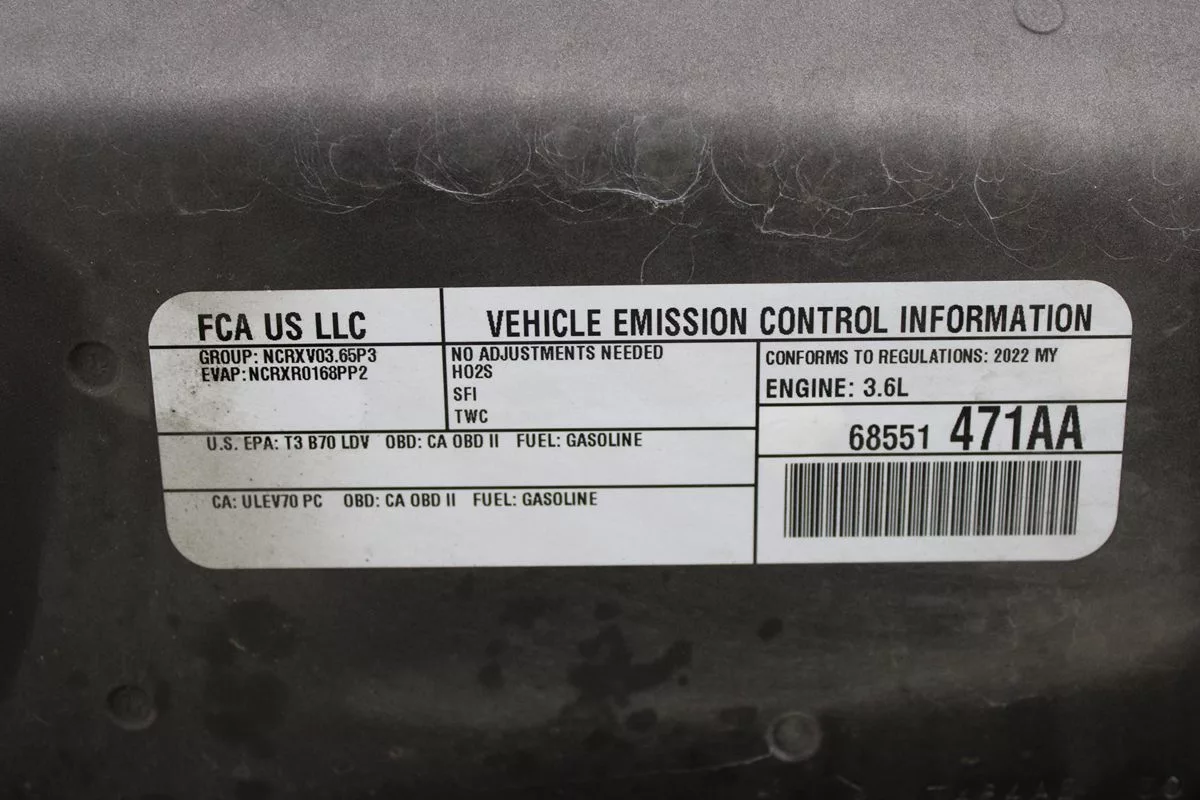 FCA US LLC
VEHICLE EMISSION CONTROL INFORMATION
GROUP: NCRXV03.65P3
EVAP:NCRXR0168PP2
NO ADJUSTMENTS NEEDED
HO2S
SFI
TWC
CONFORMS TO REGULATIONS: 2022 MY
ENGINE: 3.6L
68551 471AA
U.S. EPA: T3 B70 LDV OBD: CA OBD II FUEL: GASOLINE
CA: ULEV70 PC OBD: CA OBD II FUEL: GASOLINE